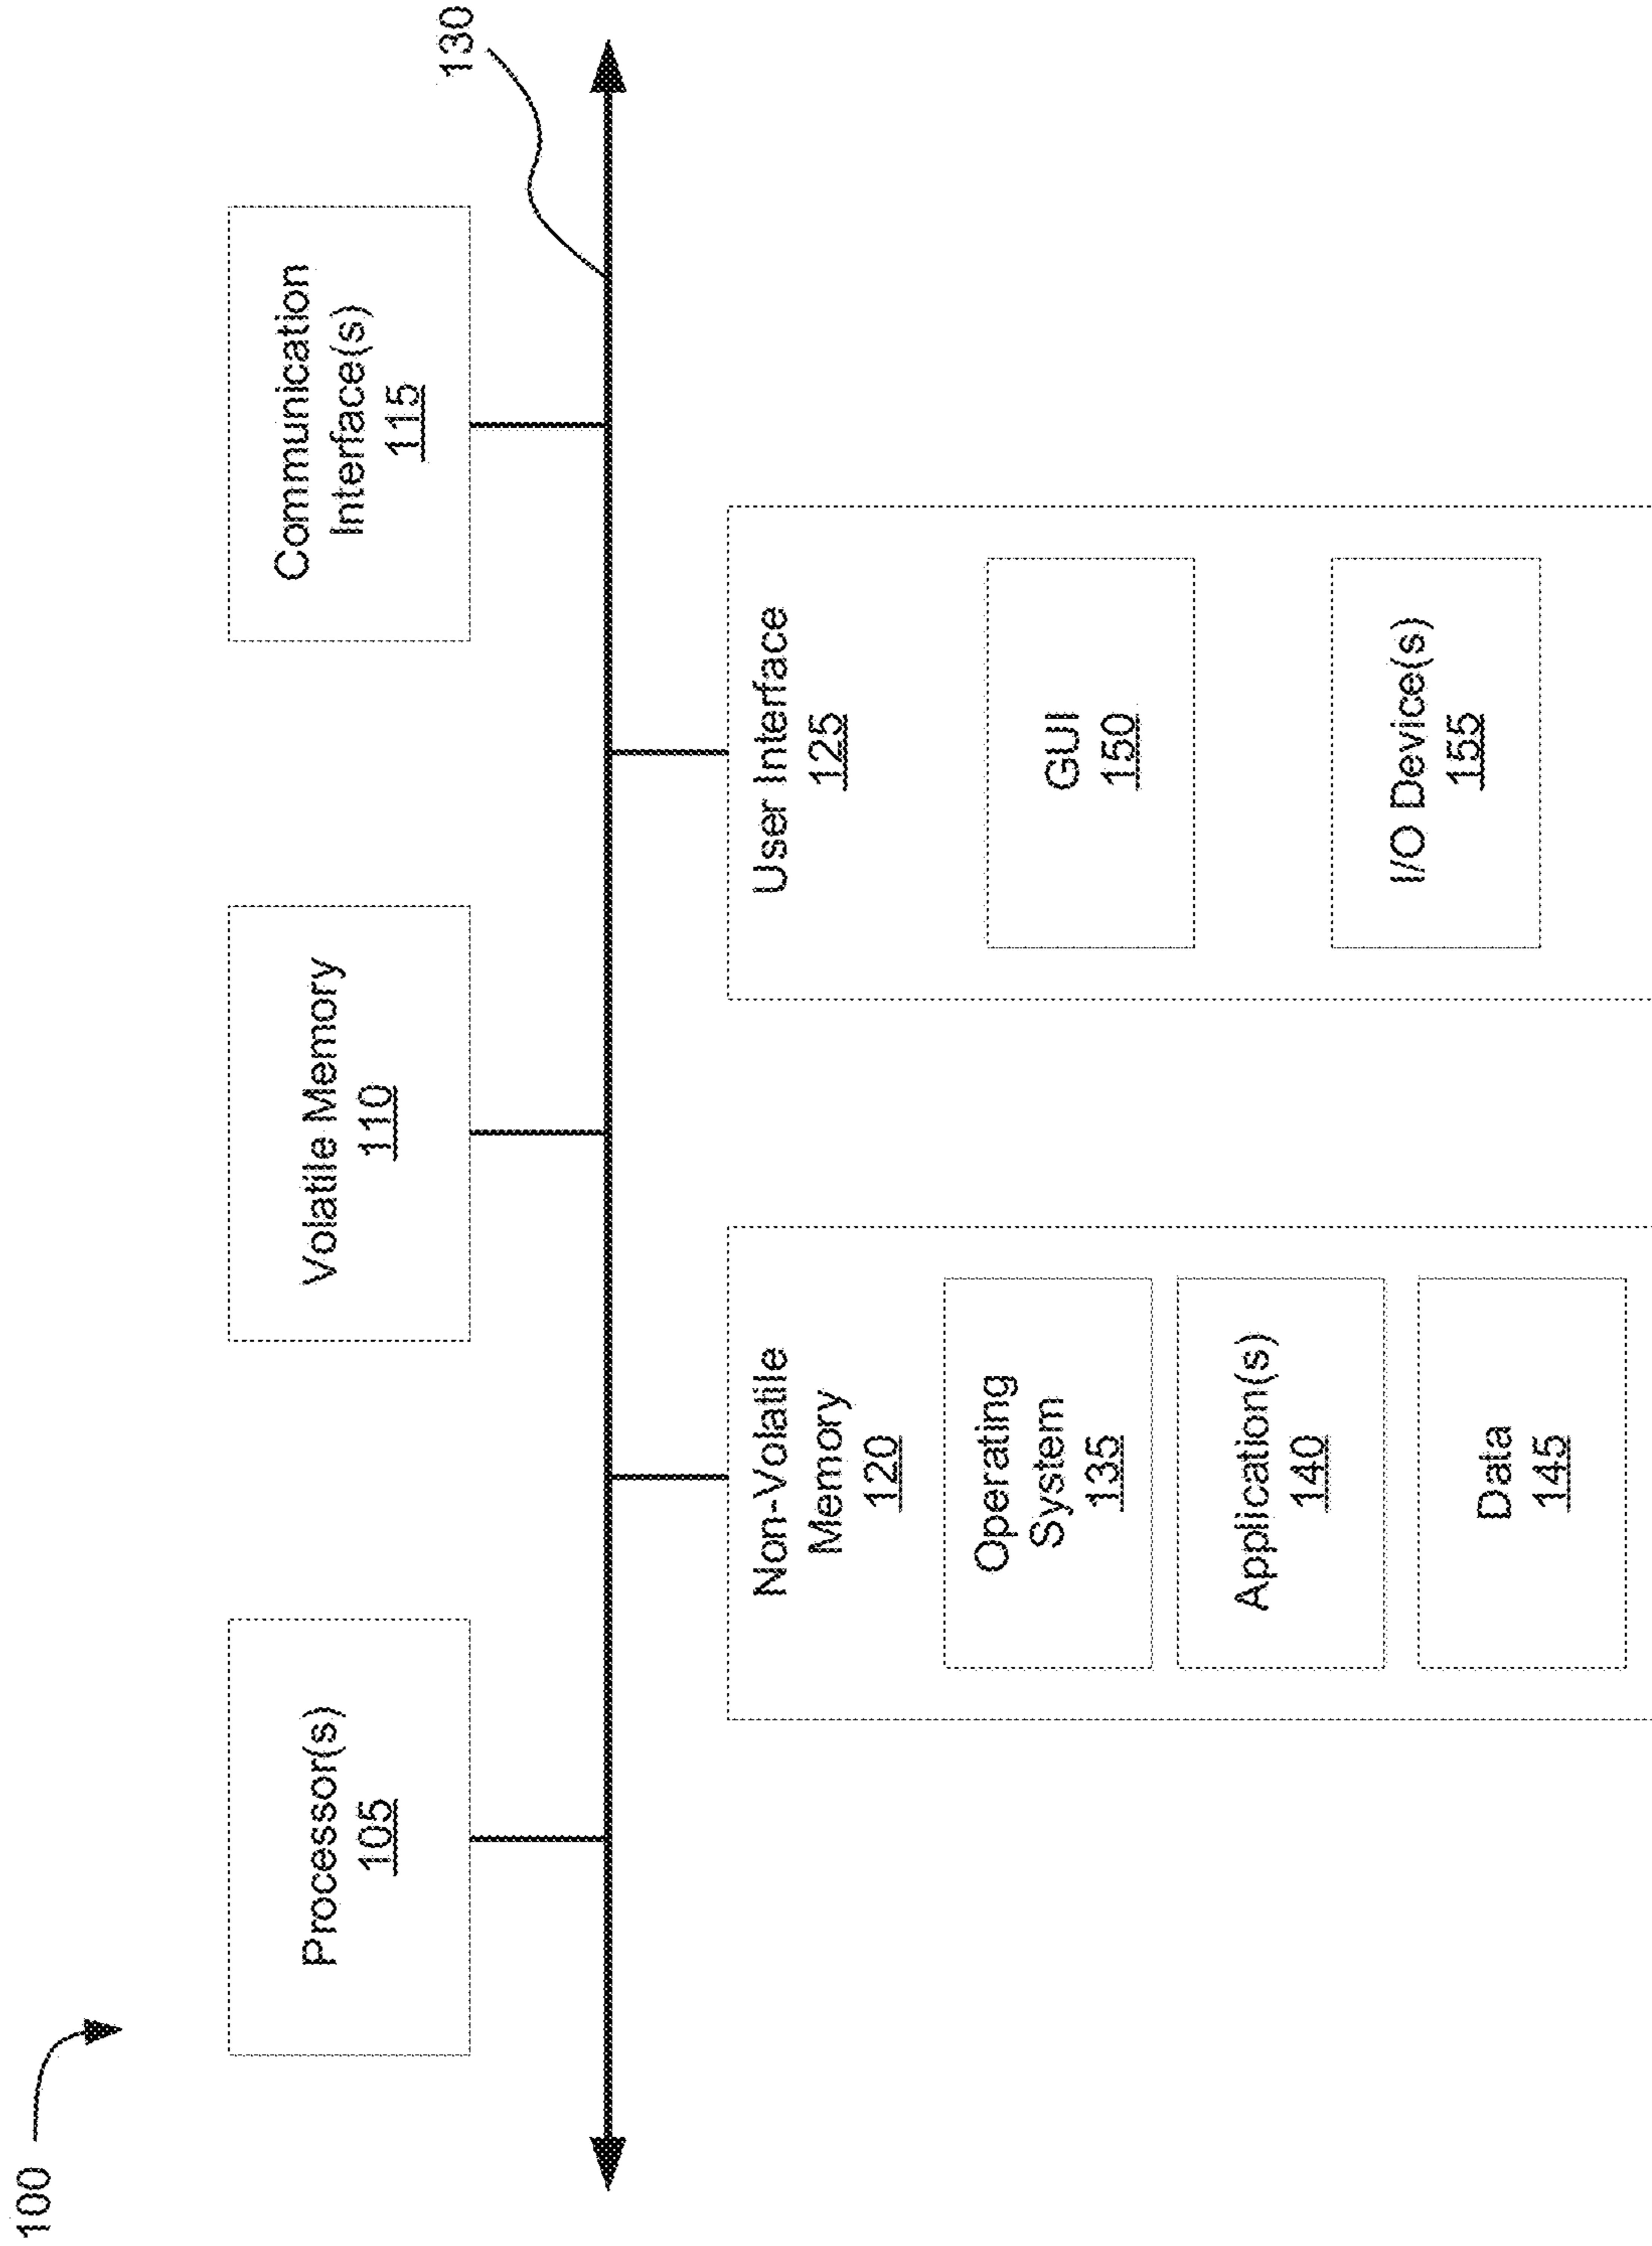 100
Processor(s)
105
Volatile Memory
110
Communication
Interface(s)
115
130
Non-Volatile
Memory
120
Operating
System
135
Application(s)
140
Data
145
User Interface
125
GUI
150
I/O Device(s)
155